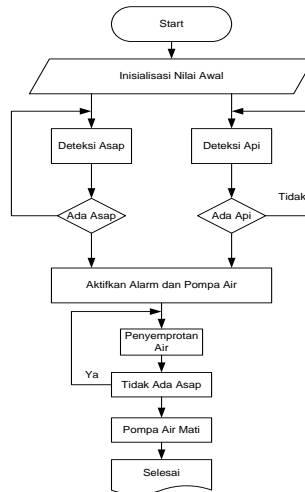 Start
Inisialisasi Nilai Awal
Deteksi Asap
Deteksi Api
Tidak
Ada Asap
Ada Api
Aktifkan Alarm dan Pompa Air
Penyemprotan
Air
Ya
Tidak Ada Asap
Pompa Air Mati
Selesai